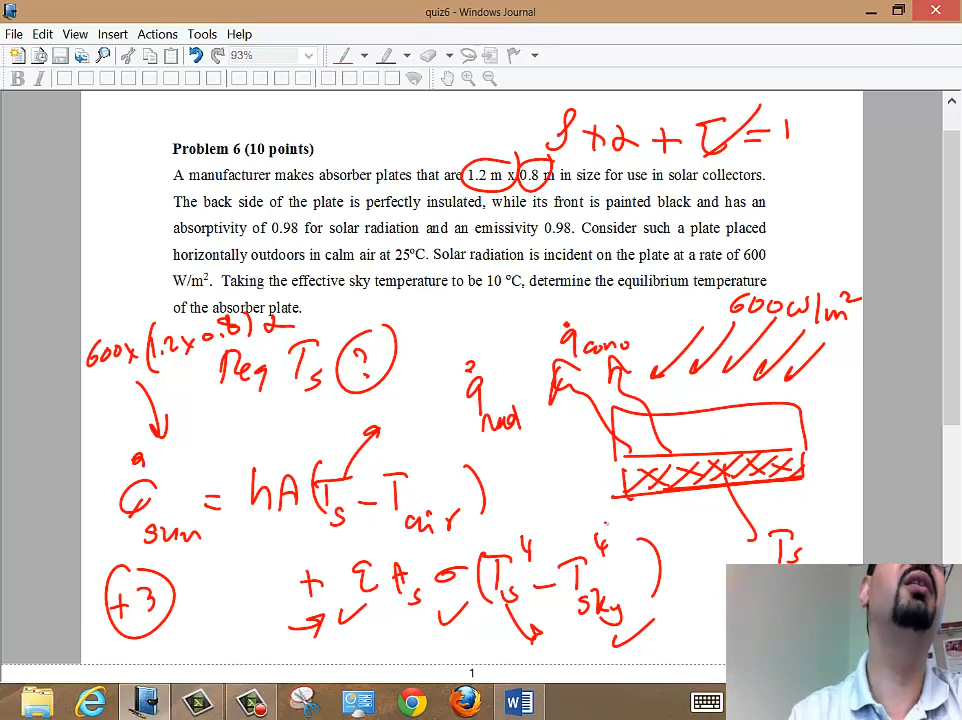 quiz6 - Windows Journal
File Edit View Insert Actions Tools Help
93%
B I
ρ + α + τ = 1
Problem 6 (10 points)
A manufacturer makes absorber plates that are 1.2 m x 0.8 m in size for use in solar collectors.
The back side of the plate is perfectly insulated, while its front is painted black and has an
absorptivity of 0.98 for solar radiation and an emissivity 0.98. Consider such a plate placed
horizontally outdoors in calm air at 25ºC. Solar radiation is incident on the plate at a rate of 600
W/m2. Taking the effective sky temperature to be 10 ºC, determine the equilibrium temperature
of the absorber plate.
600W/m2
600x (1.2 x 0.8) α
Req Ts ?
q conv
q rad
Q sun = hA(Ts - T air)
+ ε As σ (Ts4 - T sky4)
Ts
+3
1
W